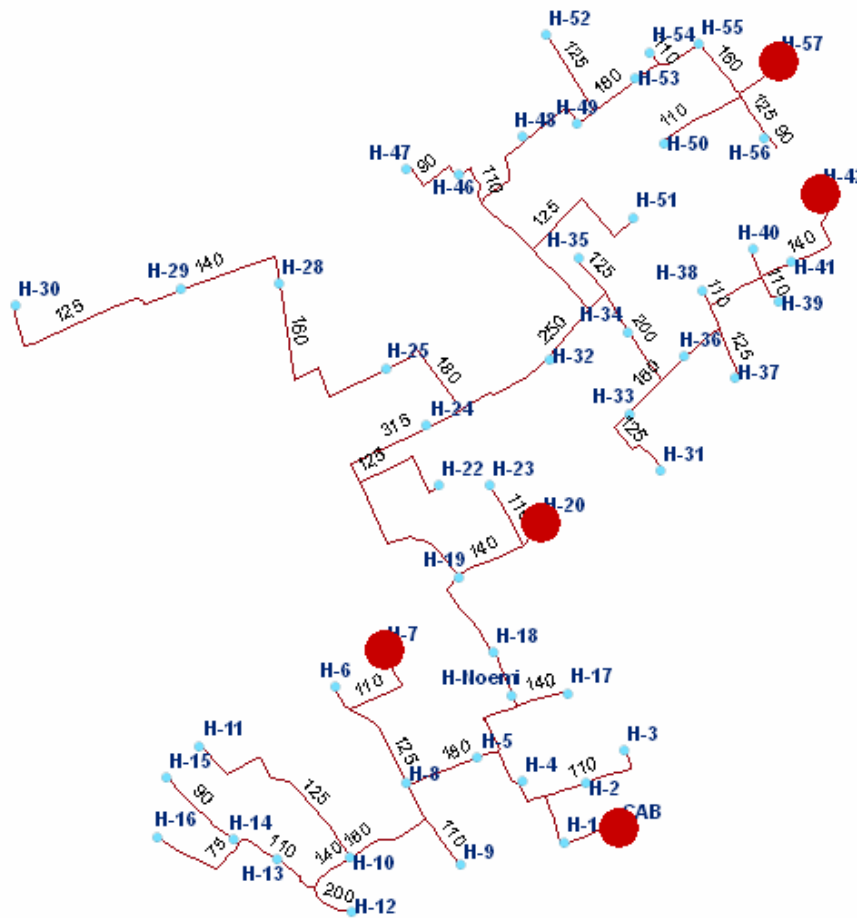 H-52
H-54
H-55
H-57
125
110
160
180
H-53
H-49
H-48
110
125
90
H-50
H-56
H-47
90
H-46
110
H-42
H-51
125
H-35
H-40
140
H-41
H-29
140
H-28
H-30
125
125
H-38
110
110
H-39
H-34
200
250
160
H-36
125
H-37
H-32
H-25
180
180
H-33
H-24
315
125
H-31
125
H-22
H-23
110
H-20
H-19
140
H-7
H-18
H-6
110
H-Noemi
140
H-17
H-11
H-5
H-3
H-15
180
H-4
125
H-8
110
H-2
90
125
CAB
H-16
H-14
H-1
75
110
140
180
H-10
110
H-9
H-13
200
H-12